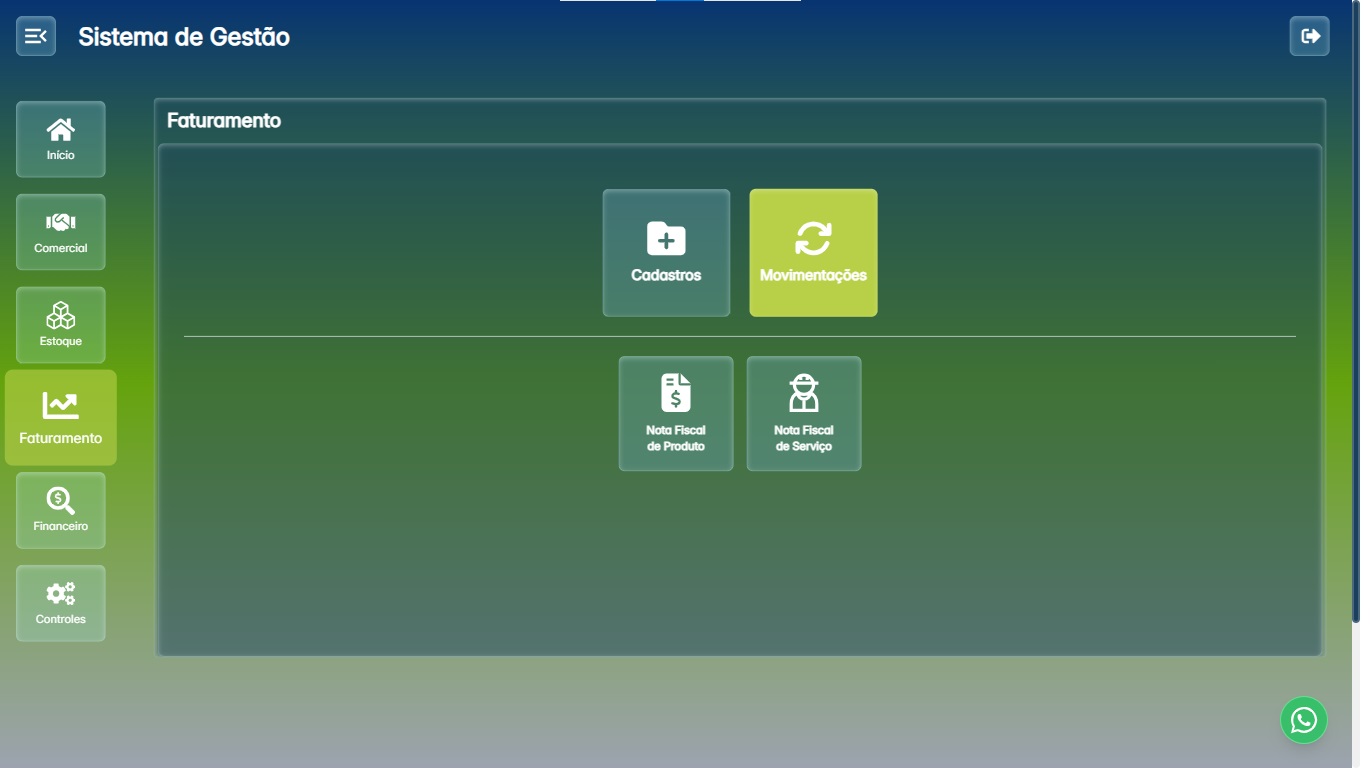 Sistema de Gestão
Início
Comercial
Estoque
Faturamento
Financeiro
Controles
Faturamento
Cadastros
Movimentações
Nota Fiscal
de Produto
Nota Fiscal
de Serviço